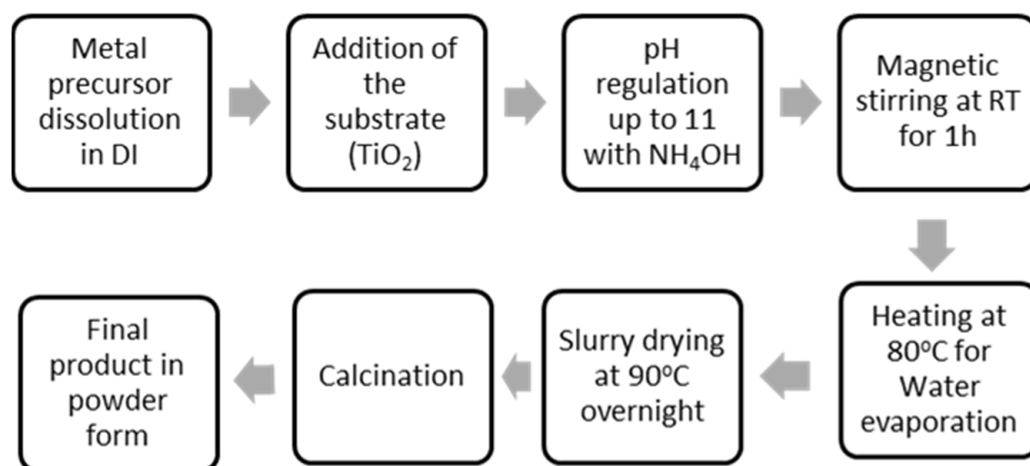 Metal
precursor
dissolution
in DI
Addition of
the
substrate
(TiO₂)
pH
regulation
up to 11
with NH₄OH
Magnetic
stirring at RT
for 1h
Heating at
80ºC for
Water
evaporation
Slurry drying
at 90ºC
overnight
Calcination
Final
product in
powder
form